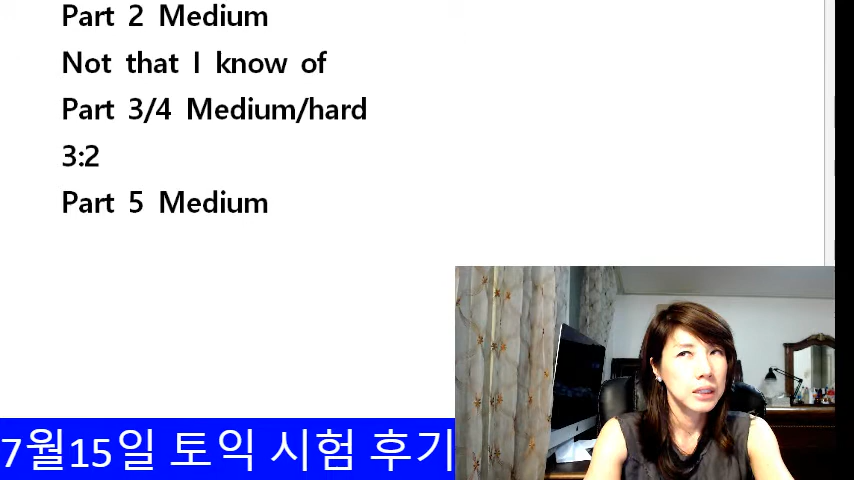 Part 2 Medium
Not that I know of
Part 3/4 Medium/hard
3:2
Part 5 Medium
7월15일 토익 시험 후기